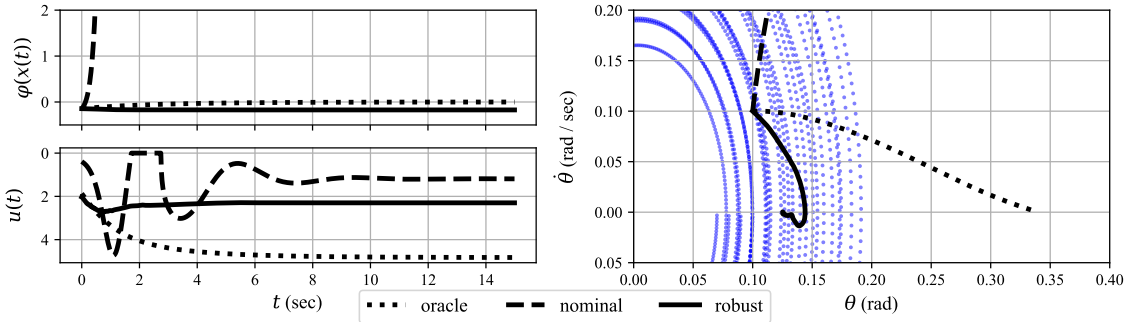 2
1
0
φ(x(t))
0
2
4
u(t)
0 2 4 6 8 10 12 14
t (sec)
0.20
0.15
0.10
0.05
0.00
0.05
θ̇ (rad / sec)
0.00 0.05 0.10 0.15 0.20 0.25 0.30 0.35 0.40
θ (rad)
oracle nominal robust